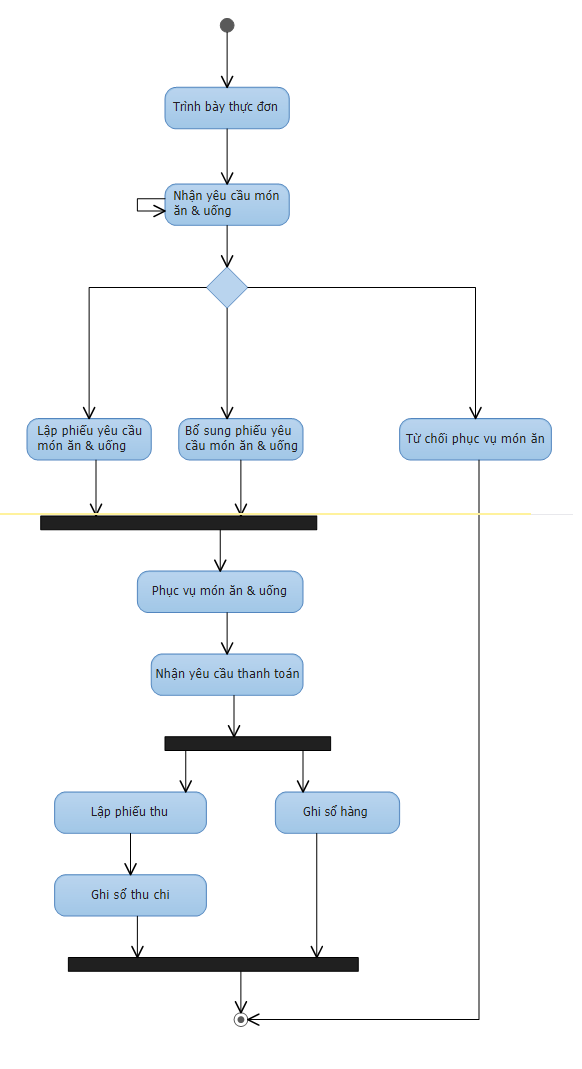 Trình bày thực đơn
Nhận yêu cầu món
ăn & uống
Lập phiếu yêu cầu
món ăn & uống
Bổ sung phiếu yêu
cầu món ăn & uống
Từ chối phục vụ món ăn
Phục vụ món ăn & uống
Nhận yêu cầu thanh toán
Lập phiếu thu
Ghi sổ hàng
Ghi sổ thu chi